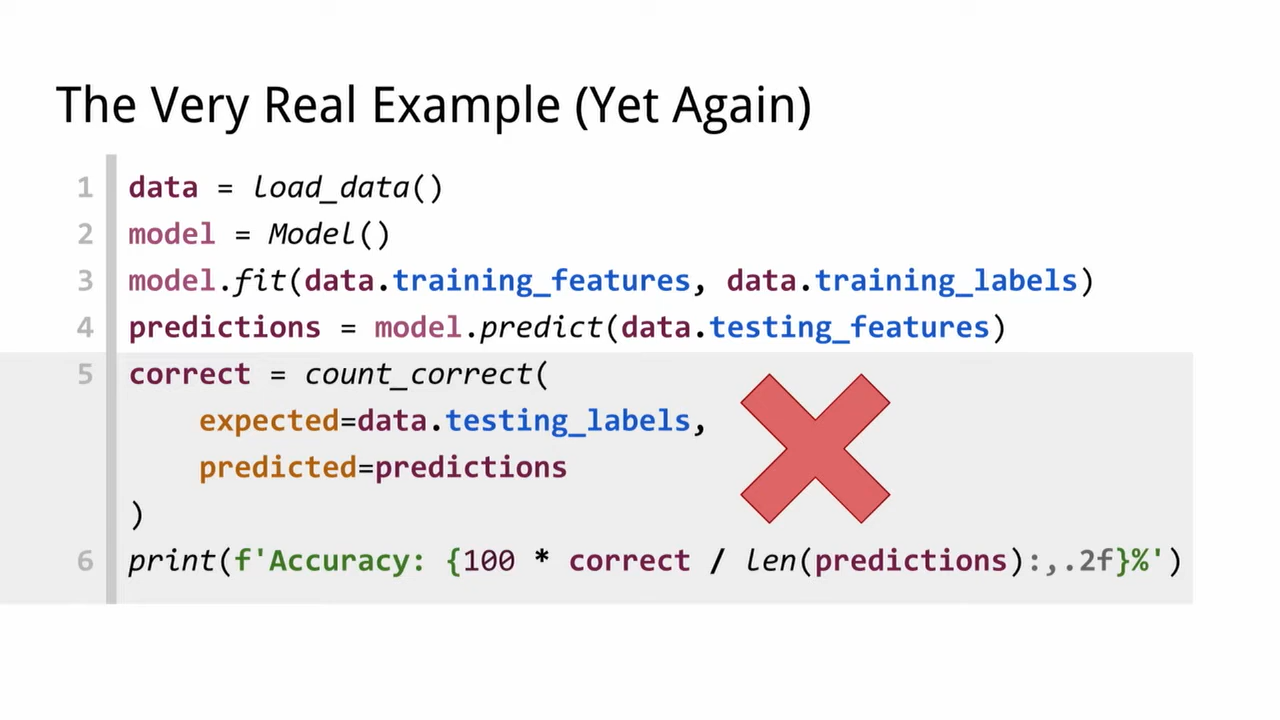 The Very Real Example (Yet Again)
1 data = load_data()
2 model = Model()
3 model.fit(data.training_features, data.training_labels)
4 predictions = model.predict(data.testing_features)
5 correct = count_correct(
expected=data.testing_labels,
predicted=predictions
)
6 print(f'Accuracy: {100 * correct / len(predictions):,.2f}%')